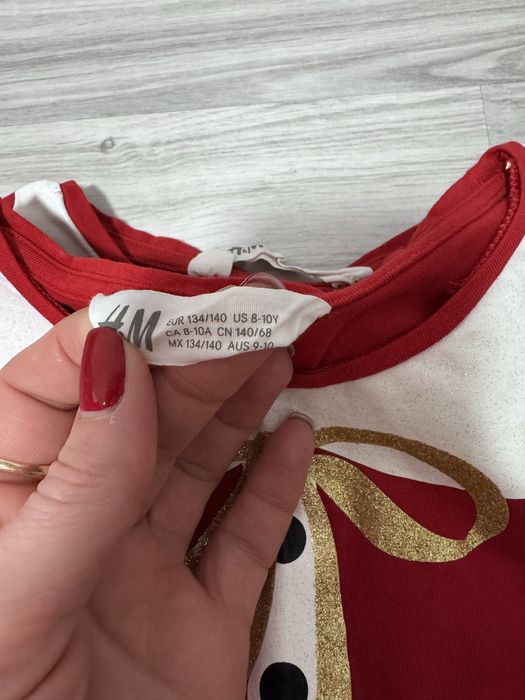 H&M
EUR 134/140 US 8-10Y
CA 8-10A CN 140/68
MX 134/140 AUS 9-10